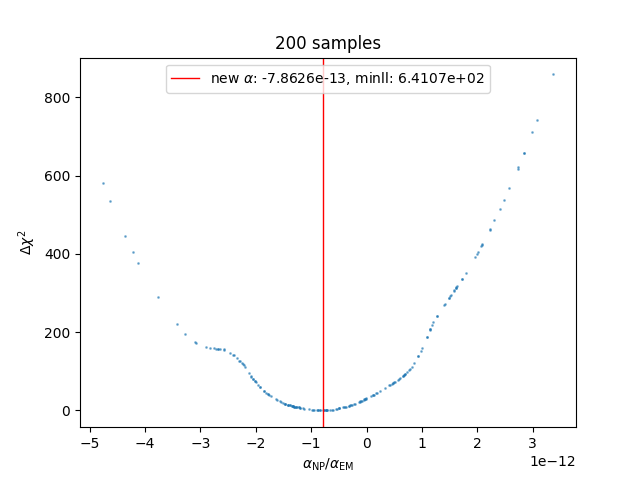 200 samples
new α: -7.8626e-13, minll: 6.4107e+02
Δχ²
800
600
400
200
0
-5 -4 -3 -2 -1 0 1 2 3
1e-12
α_NP/α_EM